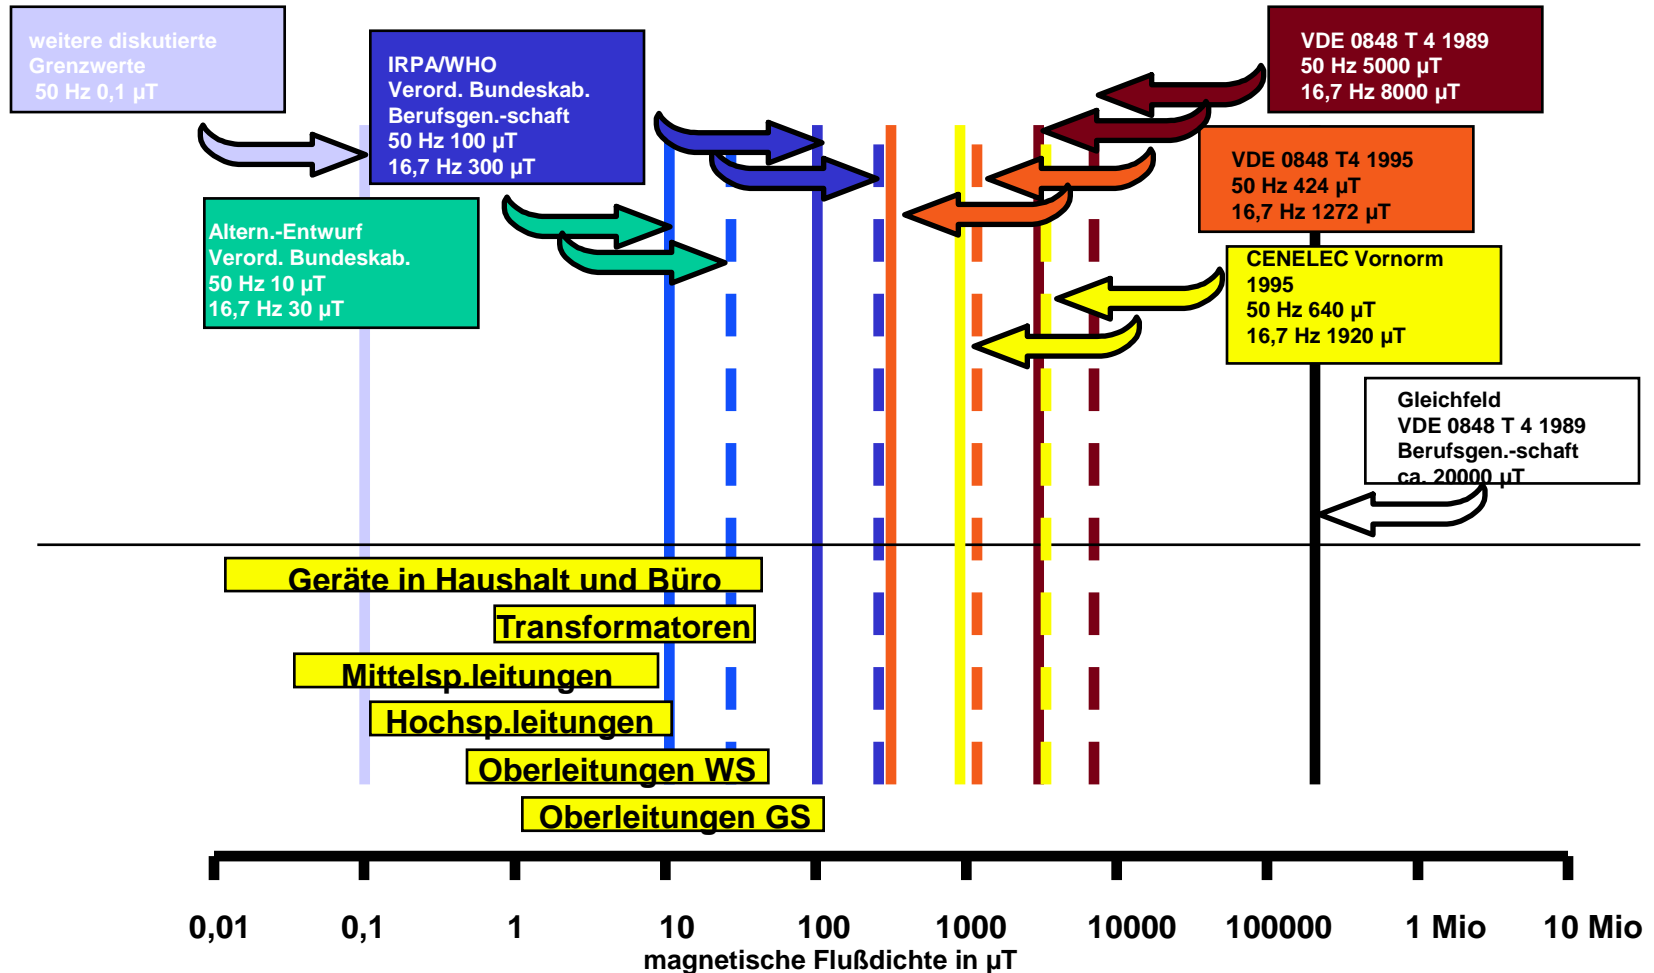 weitere diskutierte
Grenzwerte
50 Hz 0,1 µT
IRPA/WHO
Verord. Bundeskab.
Berufsgen.-schaft
50 Hz 100 µT
16,7 Hz 300 µT
VDE 0848 T 4 1989
50 Hz 5000 µT
16,7 Hz 8000 µT
VDE 0848 T4 1995
50 Hz 424 µT
16,7 Hz 1272 µT
Altern.-Entwurf
Verord. Bundeskab.
50 Hz 10 µT
16,7 Hz 30 µT
CENELEC Vornorm
1995
50 Hz 640 µT
16,7 Hz 1920 µT
Gleichfeld
VDE 0848 T 4 1989
Berufsgen.-schaft
ca. 20000 µT
Geräte in Haushalt und Büro
Transformatoren
Mittelsp.leitungen
Hochsp.leitungen
Oberleitungen WS
Oberleitungen GS
0,01 0,1 1 10 100 1000 10000 100000 1 Mio 10 Mio
magnetische Flußdichte in µT